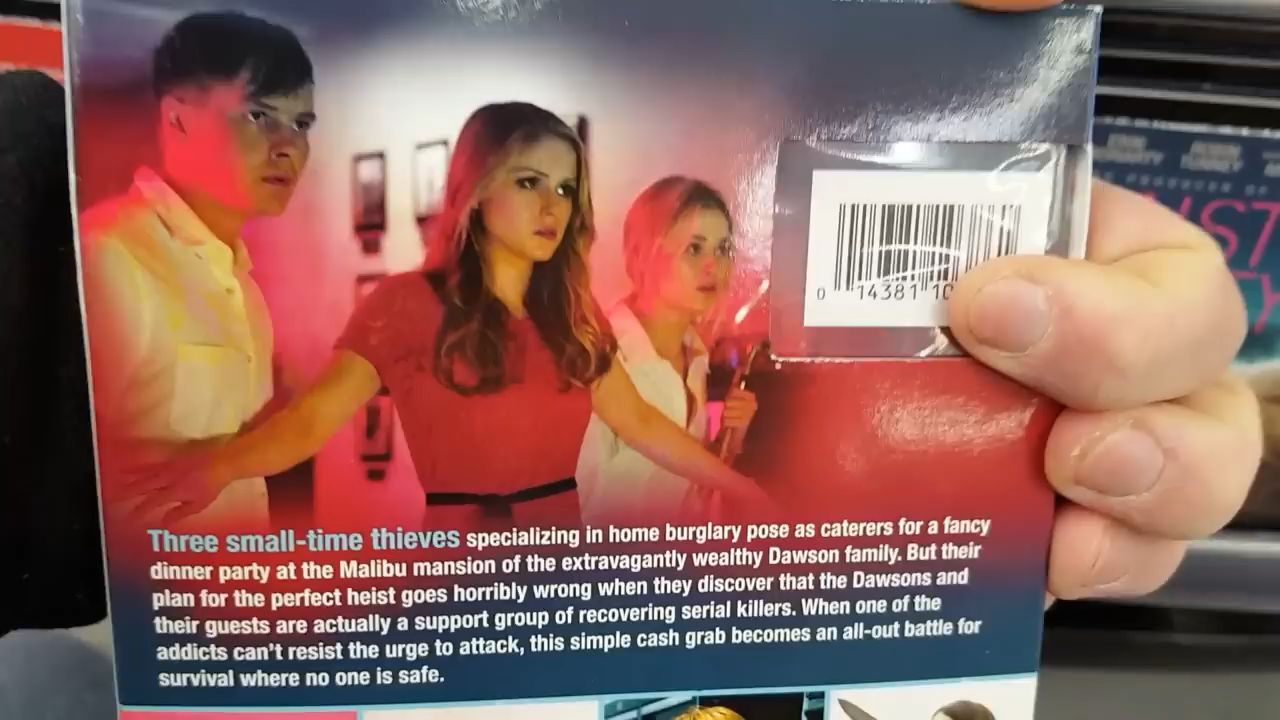 0 14381 10
Three small-time thieves specializing in home burglary pose as caterers for a fancy
dinner party at the Malibu mansion of the extravagantly wealthy Dawson family. But their
plan for the perfect heist goes horribly wrong when they discover that the Dawsons and
their guests are actually a support group of recovering serial killers. When one of the
addicts can't resist the urge to attack, this simple cash grab becomes an all-out battle for
survival where no one is safe.